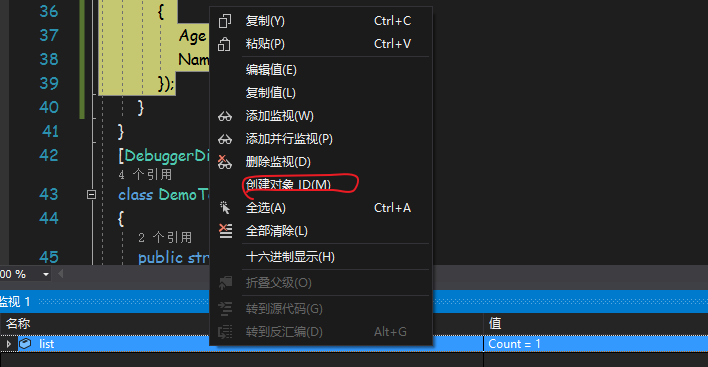 36 {
37 Age
38 Nam
39 });
40 }
41 }
42 [DebuggerDi
4 个引用
43 class DemoTe
44 {
2 个引用
45 public str
复制(Y) Ctrl+C
粘贴(P) Ctrl+V
编辑值(E)
复制值(L)
添加监视(W)
添加并行监视(P)
删除监视(D)
创建对象 ID(M)
全选(A) Ctrl+A
全部清除(L)
十六进制显示(H)
折叠父级(O)
转到源代码(G)
转到反汇编(D) Alt+G
00 %
监视 1
名称 值
list Count = 1